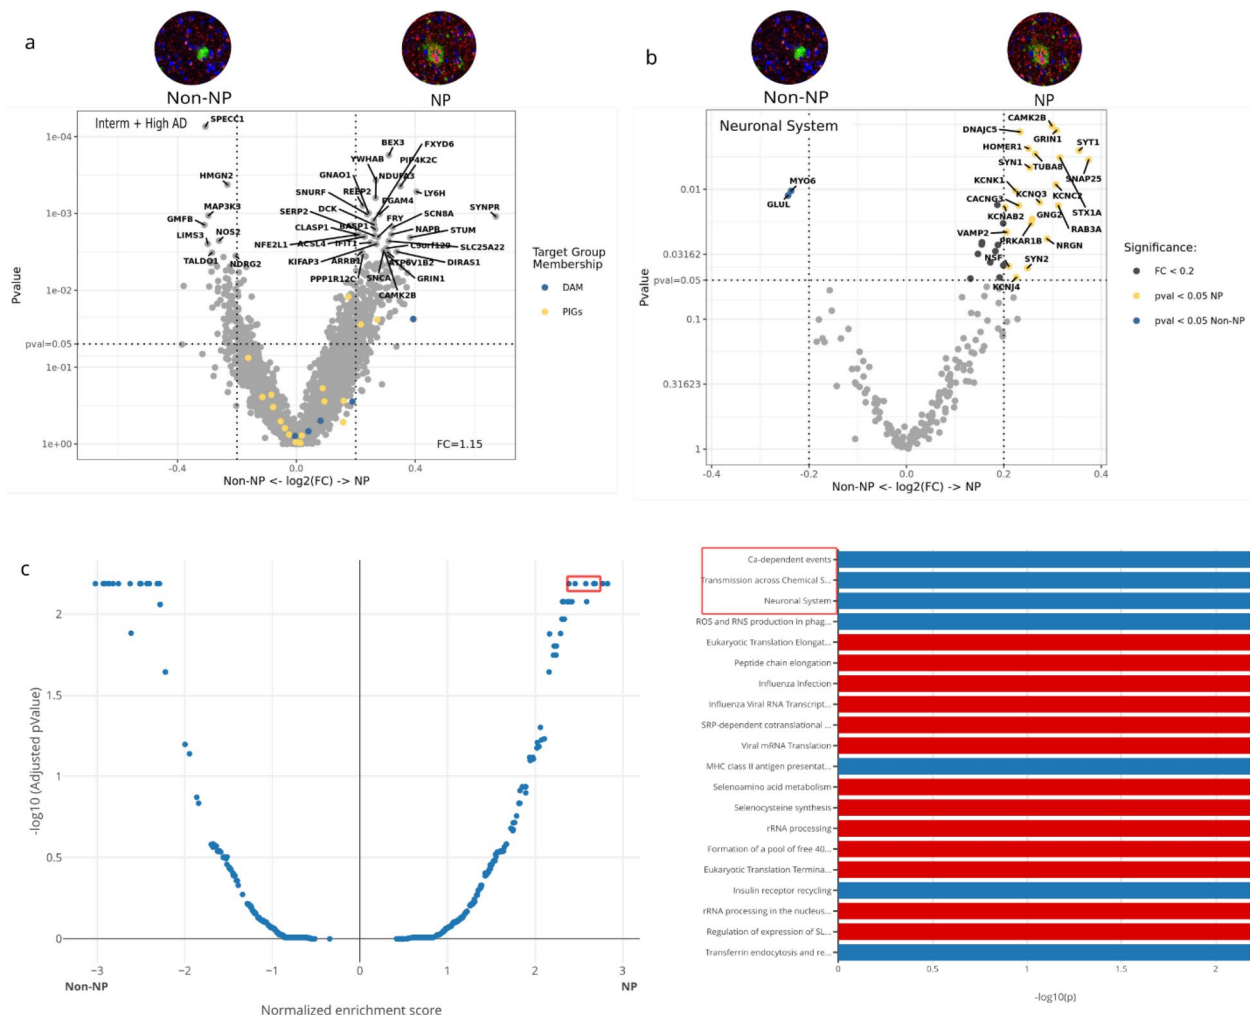 a
Non-NP
NP
Interm + High AD
SPECC1
HMGN2
MAP3K3
GMFB
LIMS3
NOS2
TALDO1
NDRG2
BEX3
FXYD6
YWHAB
PIP4K2C
GNAO1
NDUFA3
SNURF
REEP2
LY6H
DCK
PGAM4
SYNPR
SERP2
FRY
SCN8A
CLASP1
BASP1
NAPB
STUM
NFE2L1
ACSL4
IFIT1
C9orf129
SLC25A22
KIFAP3
ARRB1
ATP6V1B2
DIRAS1
PPP1R12C
SNCA
GRIN1
CAMK2B
1e-04
1e-03
1e-02
pval=0.05
1e-01
1e+00
Pvalue
FC=1.15
-0.4
0.0
0.4
Non-NP <- log2(FC) -> NP
Target Group
Membership
DAM
PIGs
b
Non-NP
NP
Neuronal System
CAMK2B
DNAJC5
GRIN1
HOMER1
SYT1
SYN1
TUBA8
MYO6
GLUL
KCNK1
SNAP25
KCNQ3
KCNC2
CACNG3
KCNAB2
GNG2
STX1A
VAMP2
RAB3A
PRKAR1B
NRGN
NSF
SYN2
KCNJ4
0.01
0.03162
pval=0.05
0.1
0.31623
1
Pvalue
-0.4
-0.2
0.0
0.2
0.4
Non-NP <- log2(FC) -> NP
Significance:
FC < 0.2
pval < 0.05 NP
pval < 0.05 Non-NP
c
2
1.5
1
0.5
0
-log10 (Adjusted pValue)
−3
−2
−1
0
1
2
3
Non-NP
NP
Normalized enrichment score
Ca-dependent events
Transmission across Chemical S...
Neuronal System
ROS and RNS production in phag...
Eukaryotic Translation Elongat...
Peptide chain elongation
Influenza Infection
Influenza Viral RNA Transcript...
SRP-dependent cotranslational ...
Viral mRNA Translation
MHC class II antigen presentat...
Selenoamino acid metabolism
Selenocysteine synthesis
rRNA processing
Formation of a pool of free 40...
Eukaryotic Translation Termina...
Insulin receptor recycling
rRNA processing in the nucleus...
Regulation of expression of SL...
Transferrin endocytosis and re...
0
0.5
1
1.5
2
-log10(p)